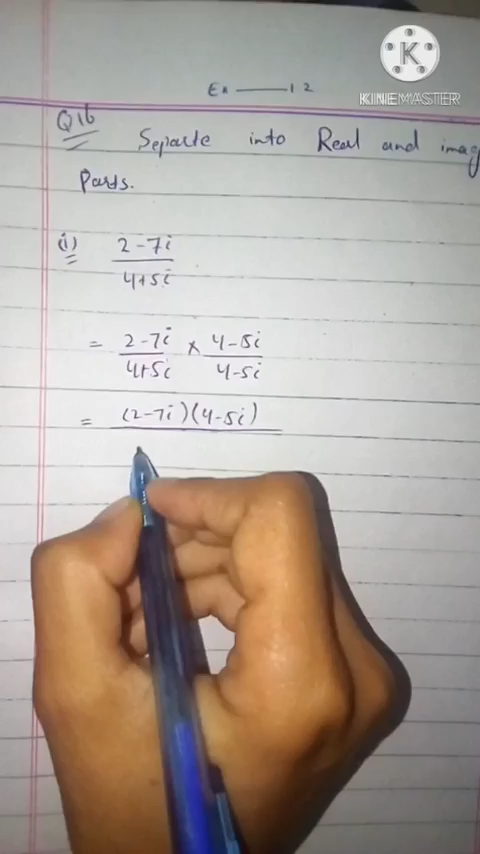 K
KINEMASTER
Ex ——— 1 2
Q16
Separte into Real and imag
Parts.
(i) 2-7i / 4+5i
= 2-7i / 4+5i × 4-5i / 4-5i
= (2-7i)(4-5i)